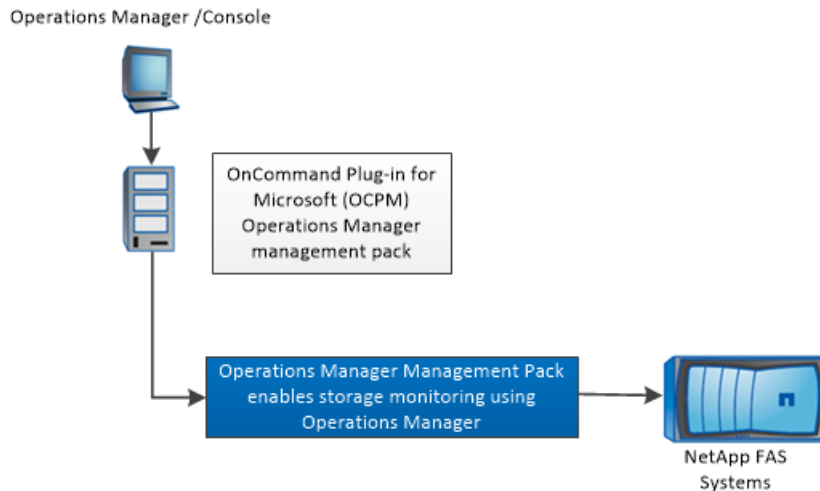 Operations Manager /Console
OnCommand Plug-in for
Microsoft (OCPM)
Operations Manager
management pack
Operations Manager Management Pack
enables storage monitoring using
Operations Manager
NetApp FAS
Systems